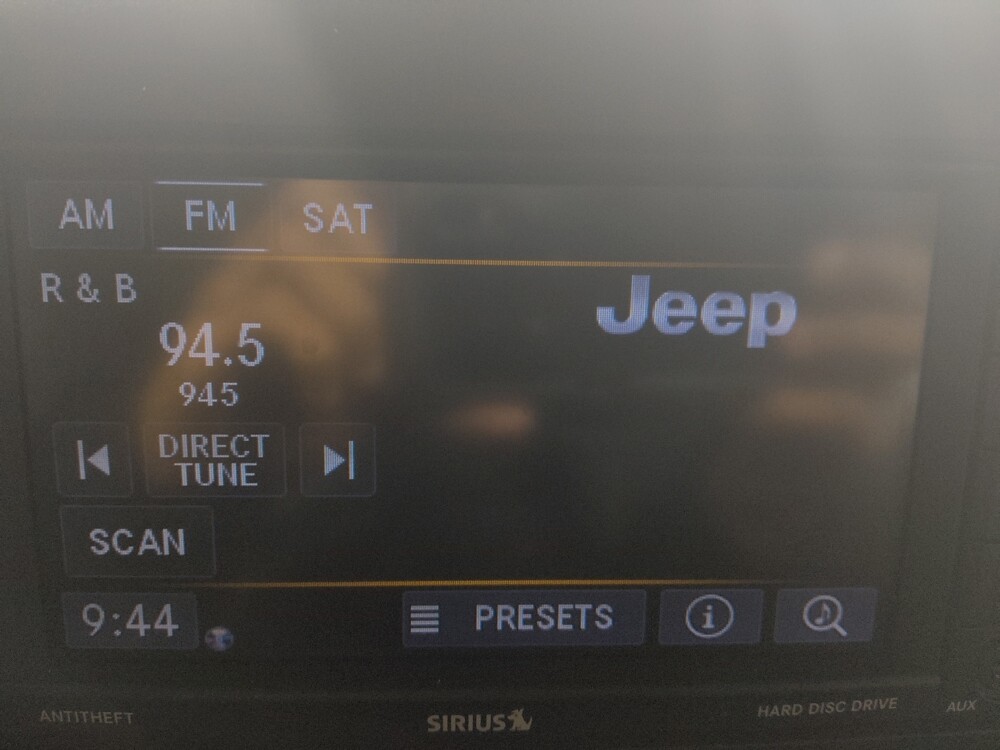 AM FM SAT
R & B
Jeep
94.5
945
DIRECT
TUNE
SCAN
9:44 PRESETS i
ANTITHEFT SIRIUS HARD DISC DRIVE AUX